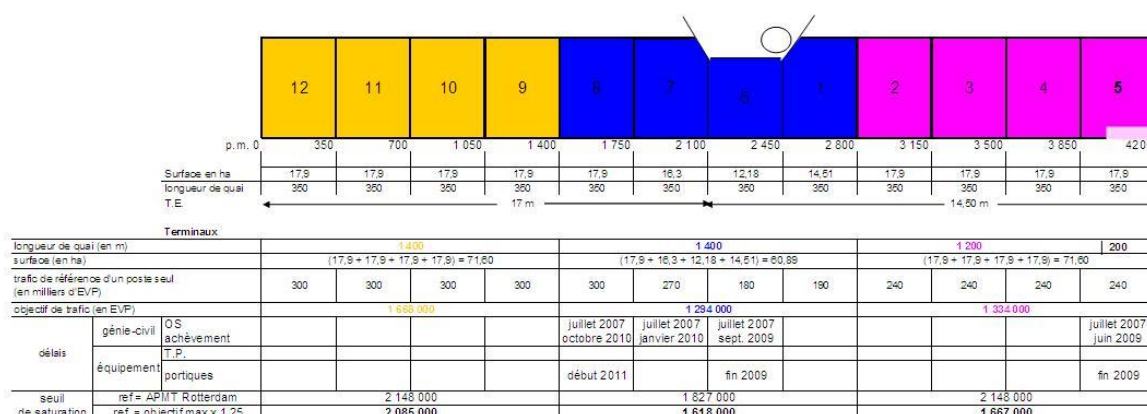 12 11 10 9 8 7 6 1 2 3 4 5
p.m. 0 350 700 1 050 1 400 1 750 2 100 2 450 2 800 3 150 3 500 3 850 420
Surface en ha 17,9 17,9 17,9 17,9 17,9 16,3 12,18 14,51 17,9 17,9 17,9 17,9
longueur de quai 350 350 350 350 350 350 350 350 350 350 350 350
T.E. 17 m 14,50 m
Terminaux
longueur de quai (en m) 1 400 1 400 1 200 200
surface (en ha) (17,9 + 17,9 + 17,9 + 17,9) = 71,60 (17,9 + 16,3 + 12,18 + 14,51) = 60,89 (17,9 + 17,9 + 17,9 + 17,9) = 71,60
trafic de référence d'un poste seul
(en milliers d'EVP) 300 300 300 300 300 270 180 190 240 240 240 240
objectif de trafic (en EVP) 1 668 000 1 294 000 1 334 000
délais génie-civil OS juillet 2007 juillet 2007 juillet 2007 juillet 2007
achèvement octobre 2010 janvier 2010 sept. 2009 juin 2009
équipement T.P.
portiques début 2011 fin 2009 fin 2009
seuil ref = APMT Rotterdam 2 148 000 1 827 000 2 148 000
de saturation ref = objectif max x 1,25 2 085 000 1 618 000 1 667 000